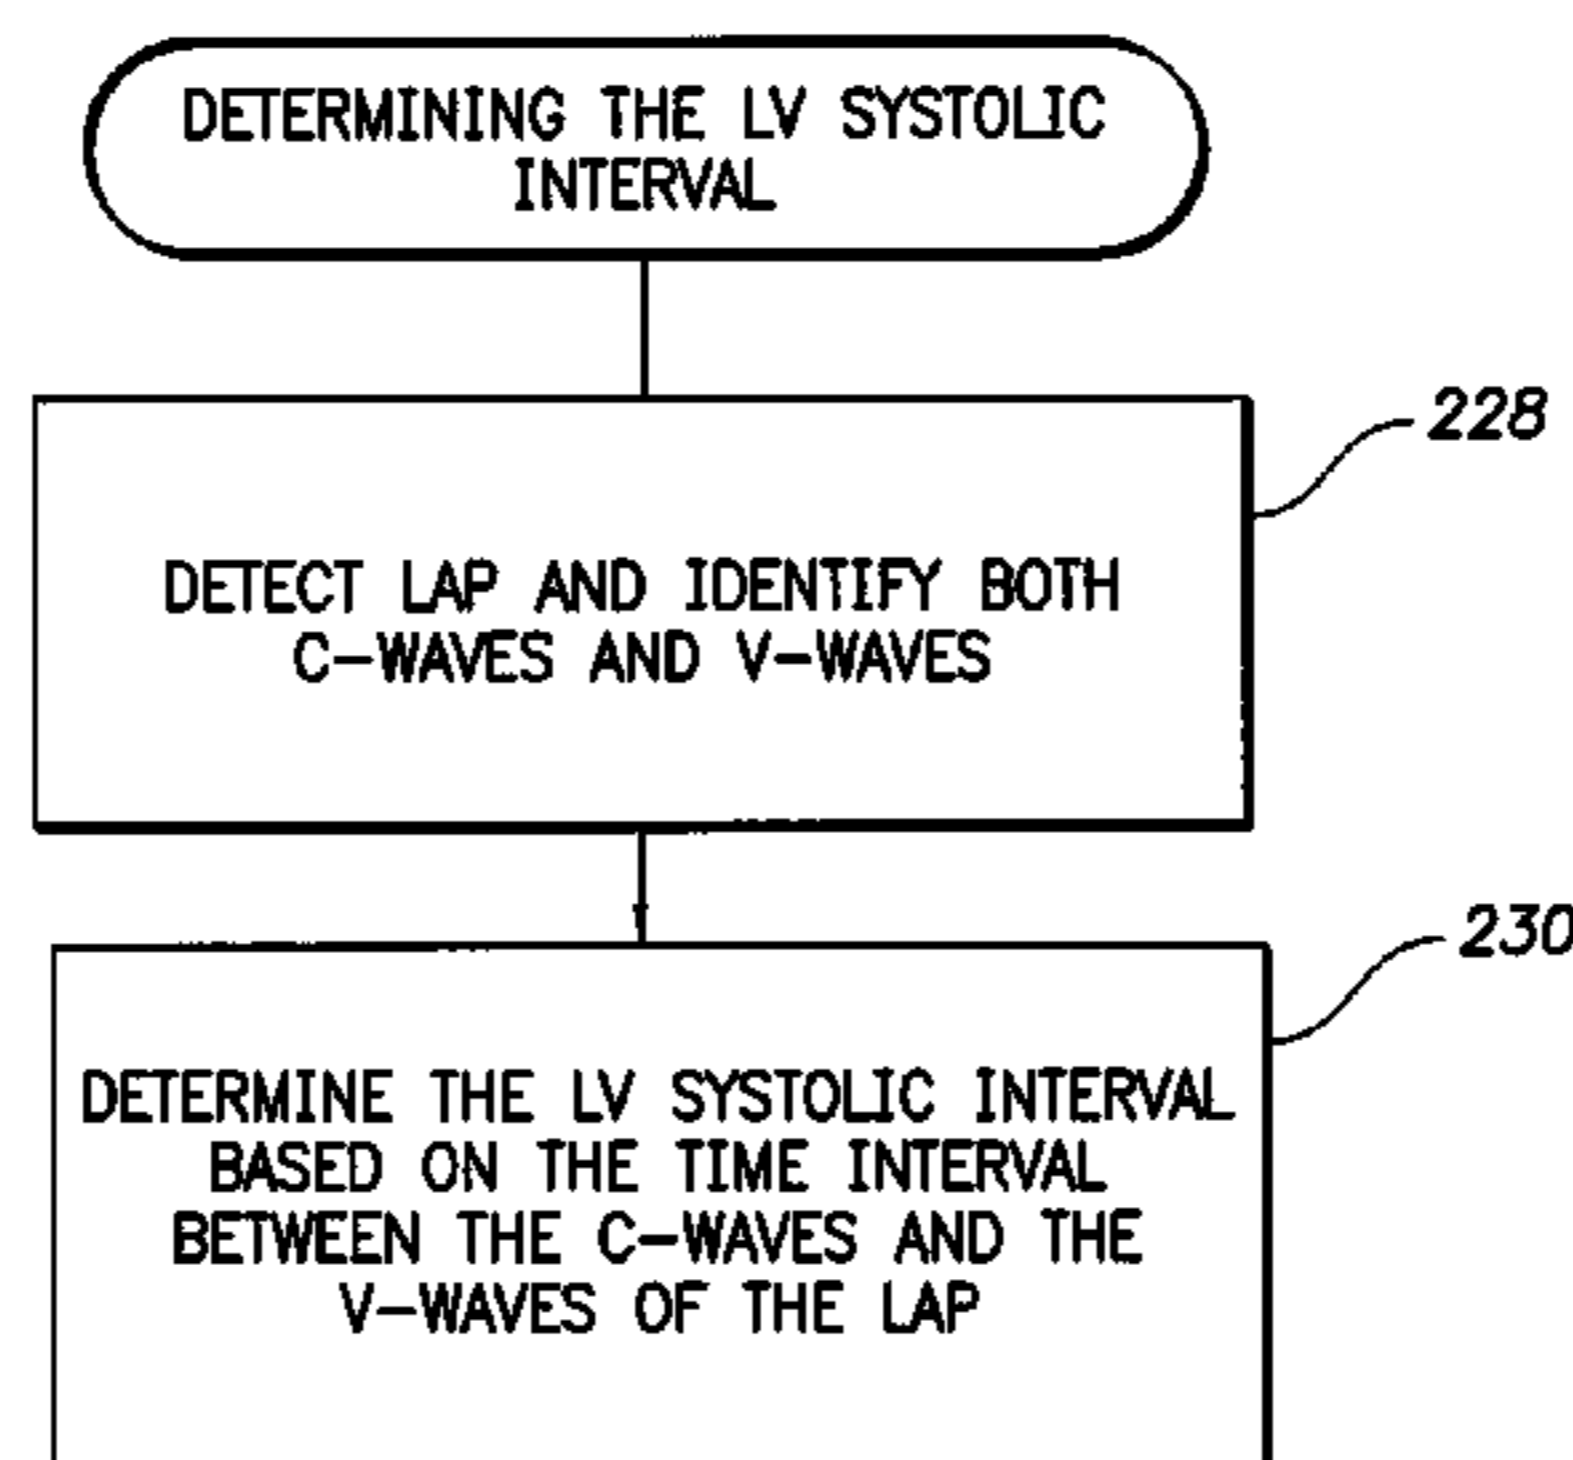 DETERMINING THE LV SYSTOLIC
INTERVAL
228
DETECT LAP AND IDENTIFY BOTH
C-WAVES AND V-WAVES
230
DETERMINE THE LV SYSTOLIC INTERVAL
BASED ON THE TIME INTERVAL
BETWEEN THE C-WAVES AND THE
V-WAVES OF THE LAP